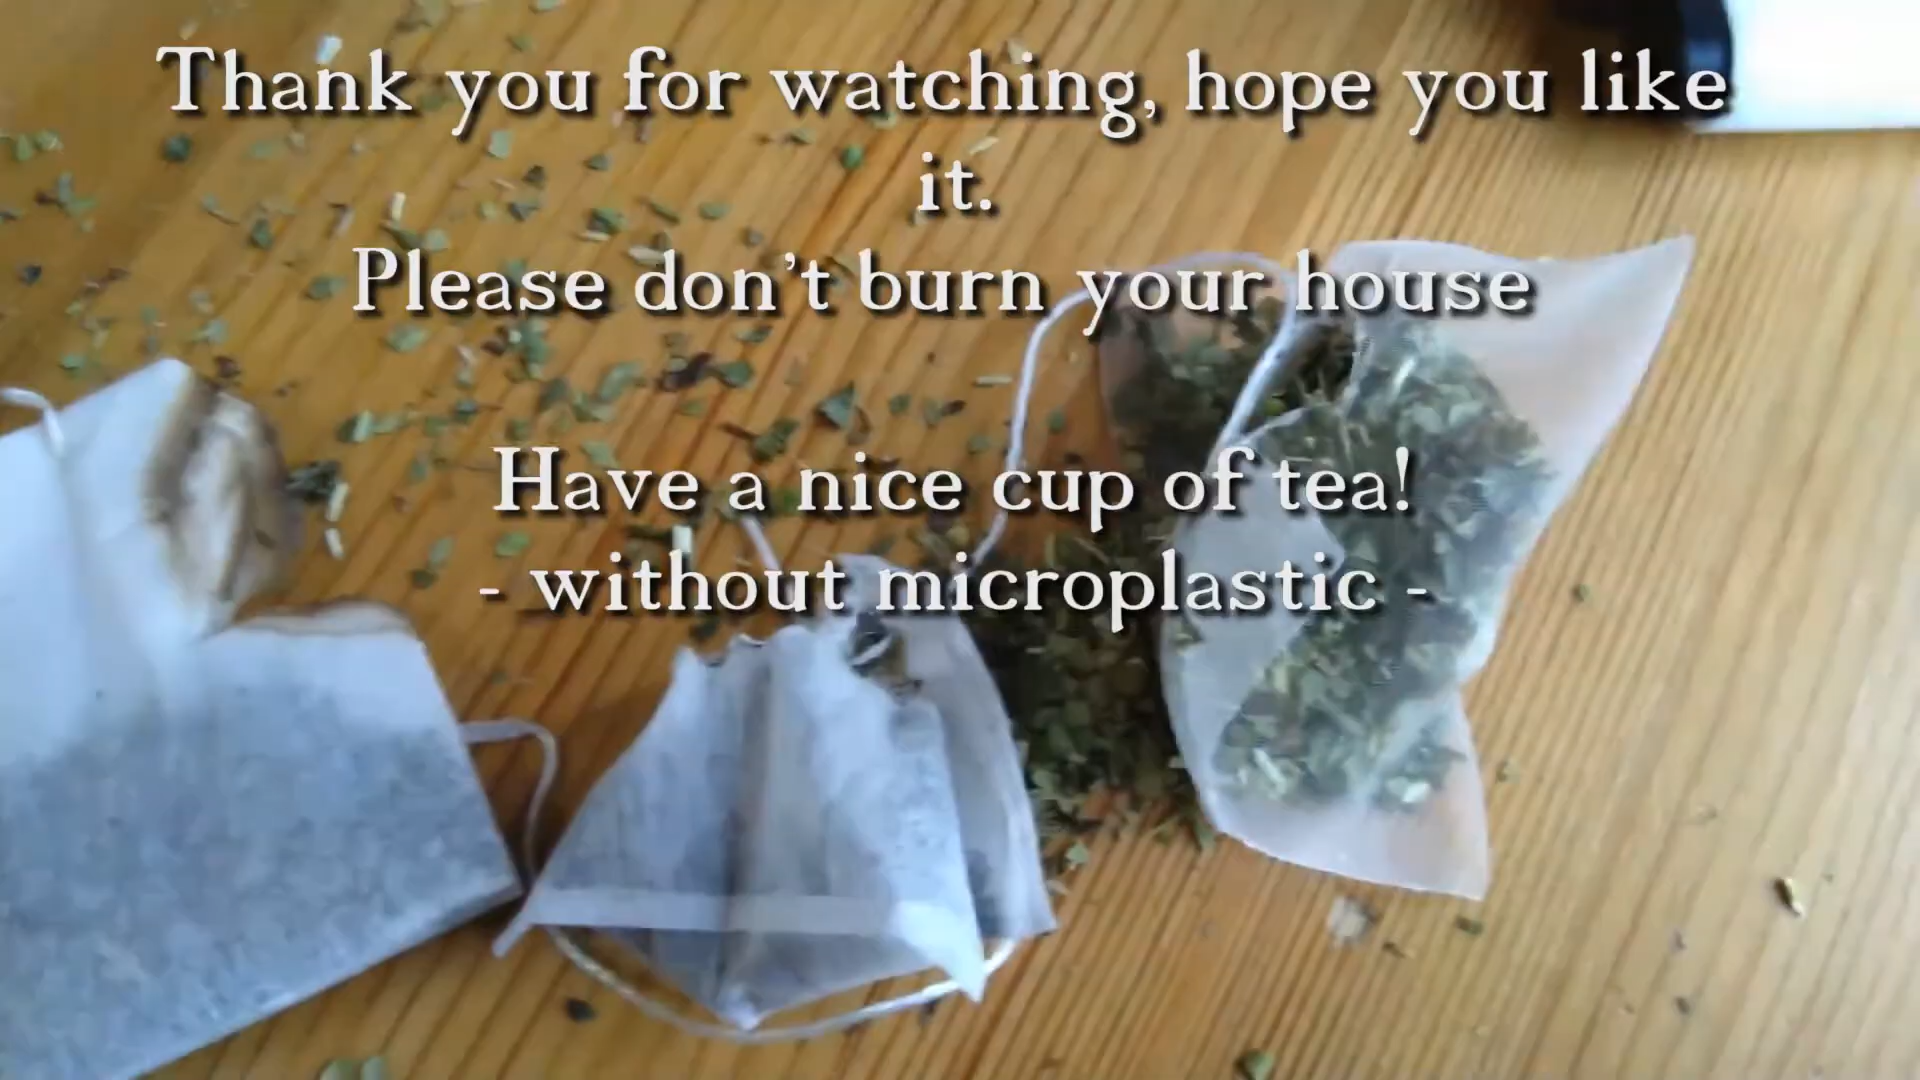 Thank you for watching, hope you like
it.
Please don't burn your house
Have a nice cup of tea!
- without microplastic -